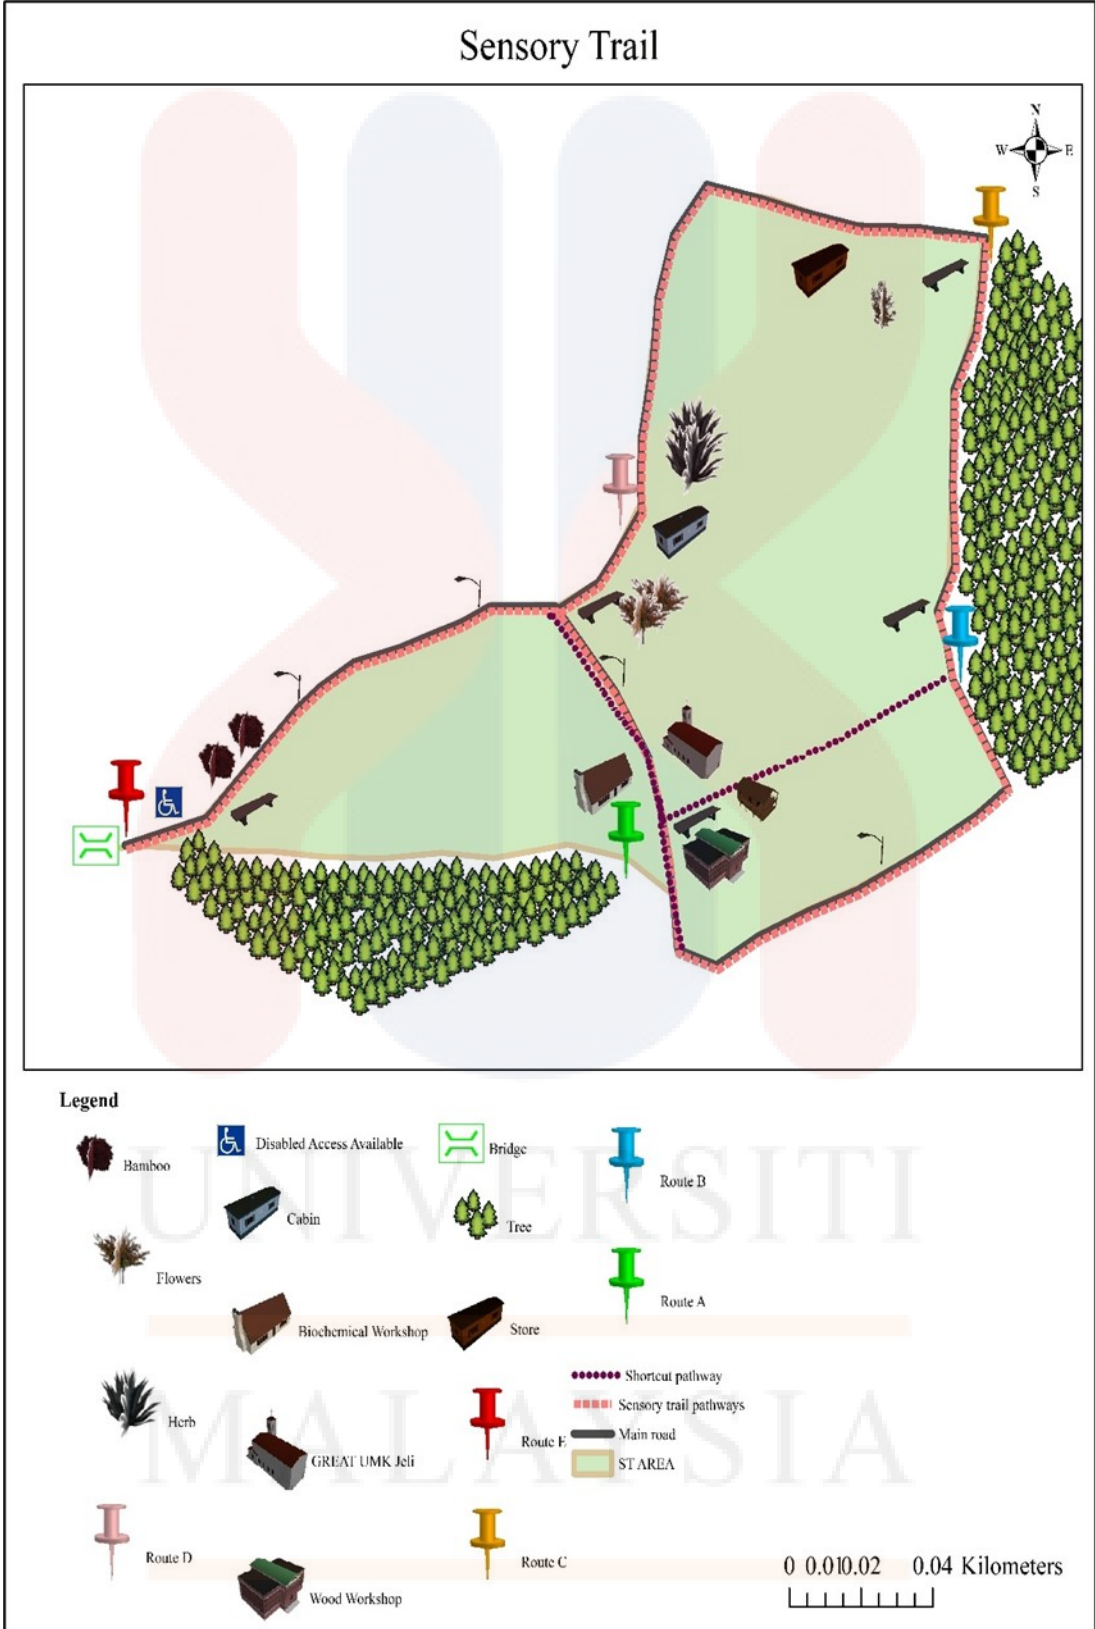 Sensory Trail
N
W E
S
Legend
Bamboo
Disabled Access Available
Bridge
Route B
Cabin
Tree
Flowers
Route A
Biochemical Workshop
Store
Shortcut pathway
Sensory trail pathways
Herb
Route E
Main road
GREAT UMK Jeli
ST AREA
Route D
Route C
Wood Workshop
0 0.010.02 0.04 Kilometers
UNIVERSITI
MALAYSIA